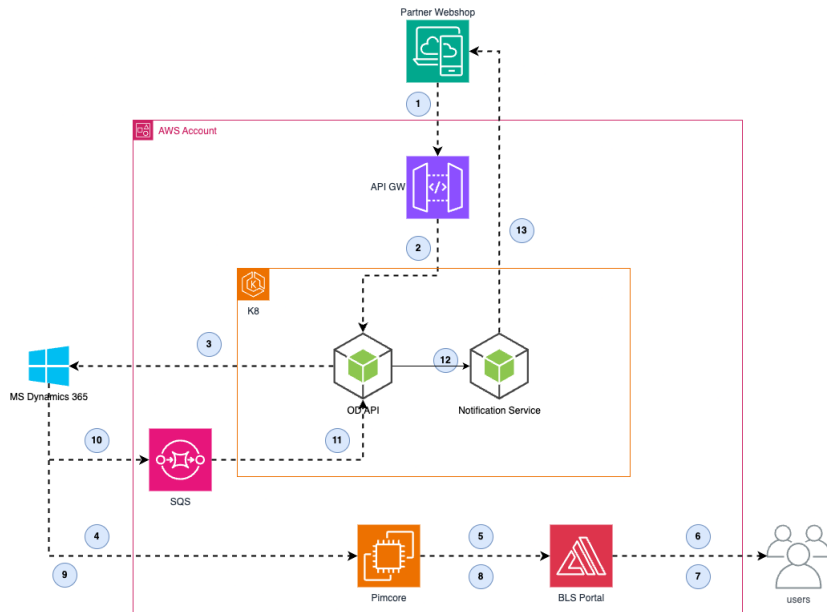 Partner Webshop
1
AWS Account
API GW
2
13
K8
3
12
MS Dynamics 365
OD API
Notification Service
10
11
SQS
4
5
6
9
8
7
Pimcore
BLS Portal
users